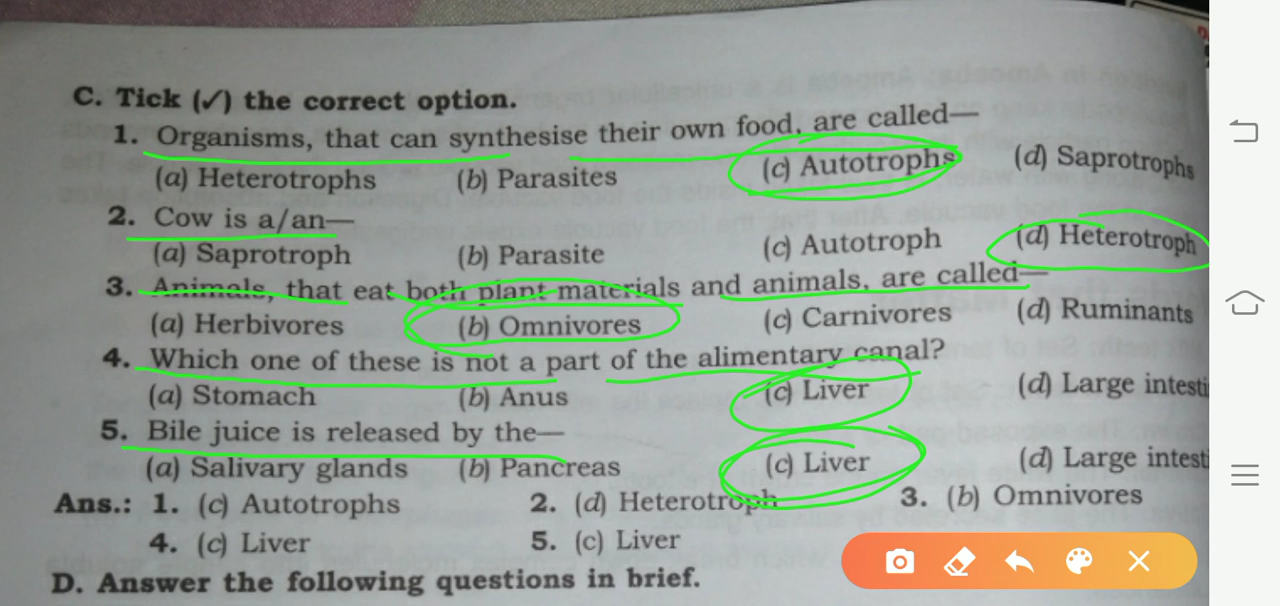 C. Tick (✓) the correct option.
1. Organisms, that can synthesise their own food, are called—
(a) Heterotrophs (b) Parasites (c) Autotrophs (d) Saprotrophs
2. Cow is a/an—
(a) Saprotroph (b) Parasite (c) Autotroph (d) Heterotroph
3. Animals, that eat both plant materials and animals, are called—
(a) Herbivores (b) Omnivores (c) Carnivores (d) Ruminants
4. Which one of these is not a part of the alimentary canal?
(a) Stomach (b) Anus (c) Liver (d) Large intesti
5. Bile juice is released by the—
(a) Salivary glands (b) Pancreas (c) Liver (d) Large intesti
Ans.: 1. (c) Autotrophs 2. (d) Heterotroph 3. (b) Omnivores
4. (c) Liver 5. (c) Liver
D. Answer the following questions in brief.